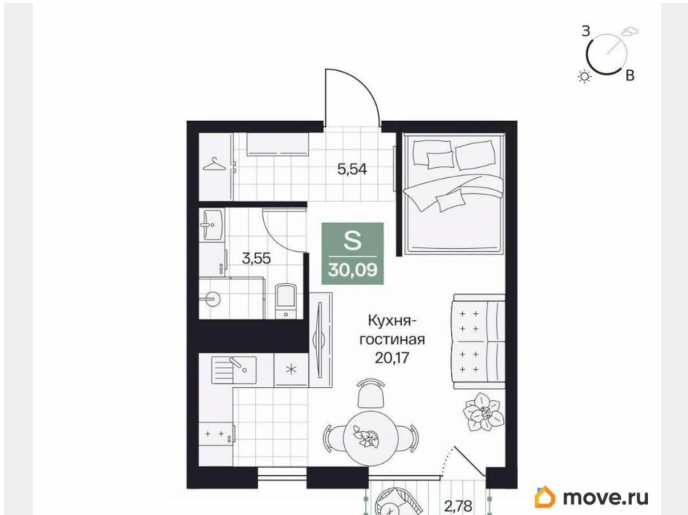 З
В
5,54
3,55
S
30,09
Кухня-
гостиная
20,17
2,78
move.ru